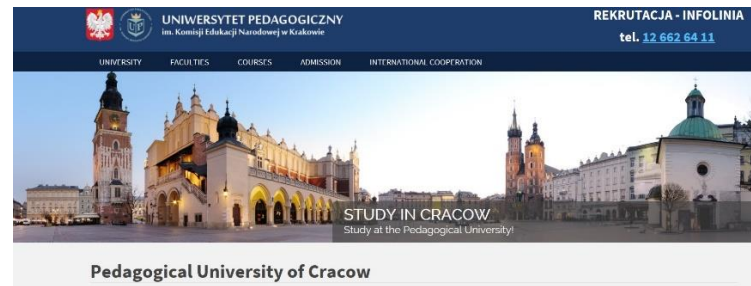 UNIWERSYTET PEDAGOGICZNY
im. Komisji Edukacji Narodowej w Krakowie
REKRUTACJA - INFOLINIA
tel. 12 662 64 11
UNIVERSITY FACULTIES COURSES ADMISSION INTERNATIONAL COOPERATION
STUDY IN CRACOW
Study at the Pedagogical University!
Pedagogical University of Cracow